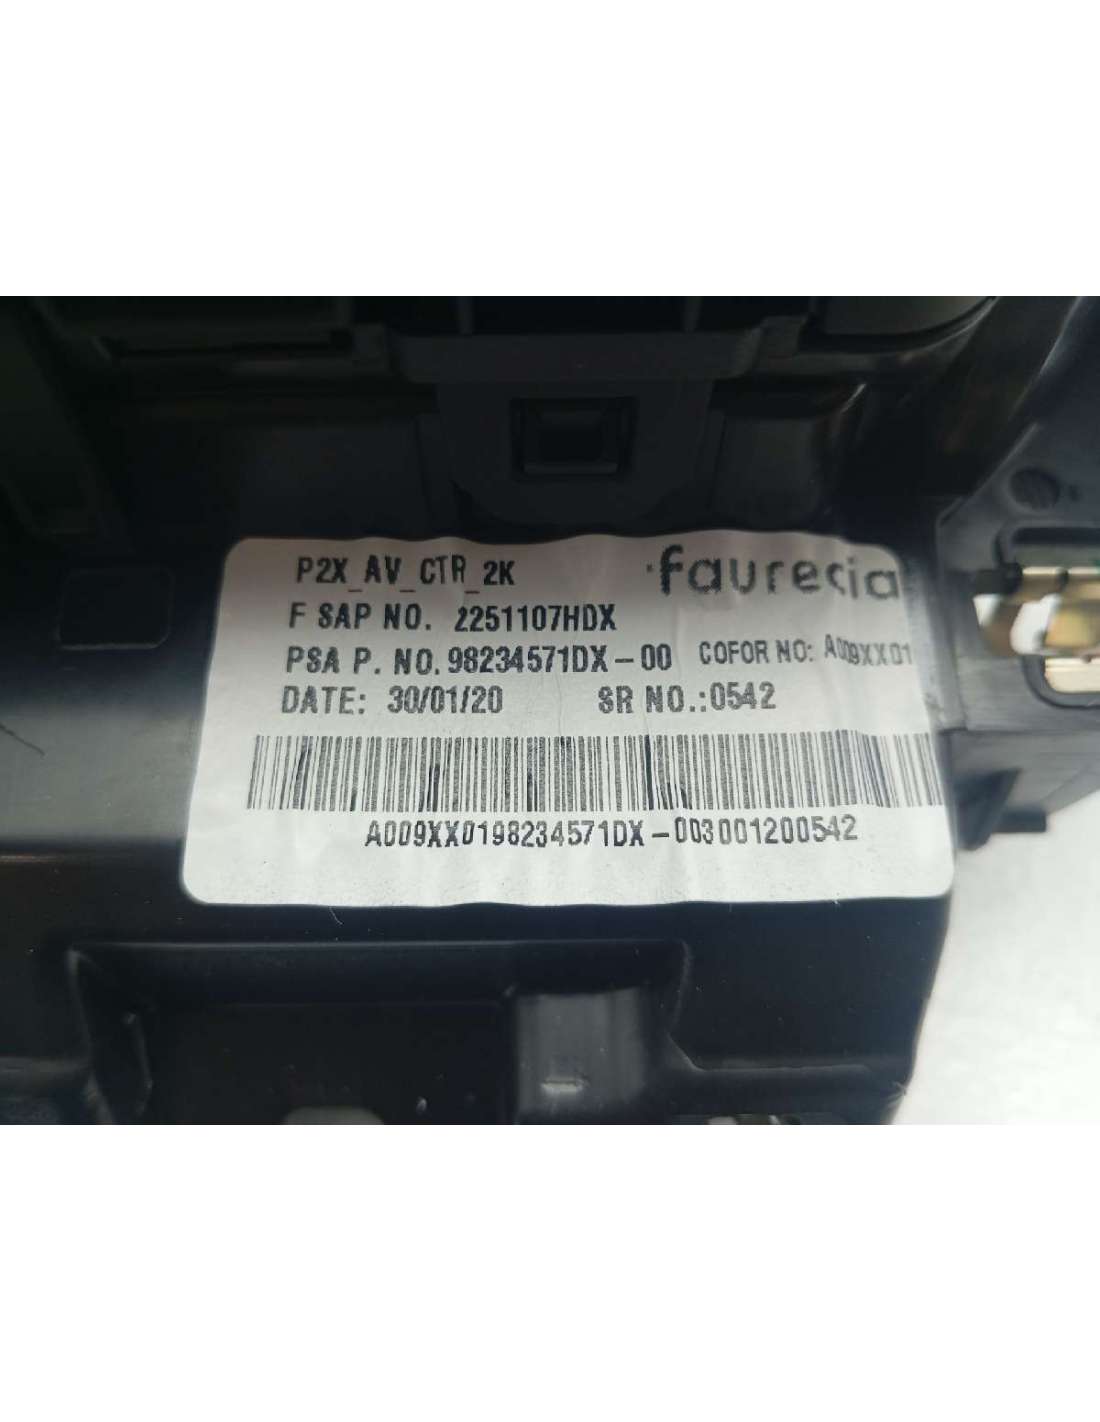 P2X_AV_CTR_2K faurecia
F SAP NO. 2251107HDX
PSA P. NO. 98234571DX-00 COFOR NO: A009XX01
DATE: 30/01/20 SR NO.:0542
A009XX0198234571DX-003001200542